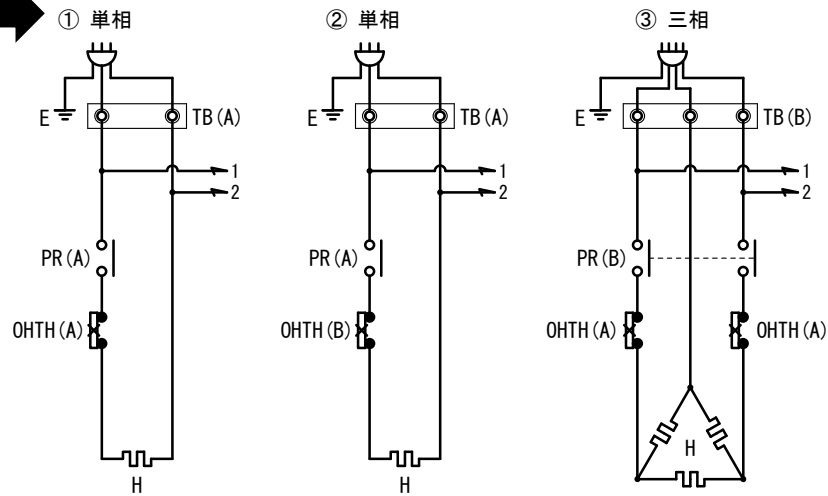 ① 単相
E
TB(A)
1
2
PR(A)
OHTH(A)
H
② 単相
E
TB(A)
1
2
PR(A)
OHTH(B)
H
③ 三相
E
TB(B)
1
2
PR(B)
OHTH(A)
OHTH(A)
H